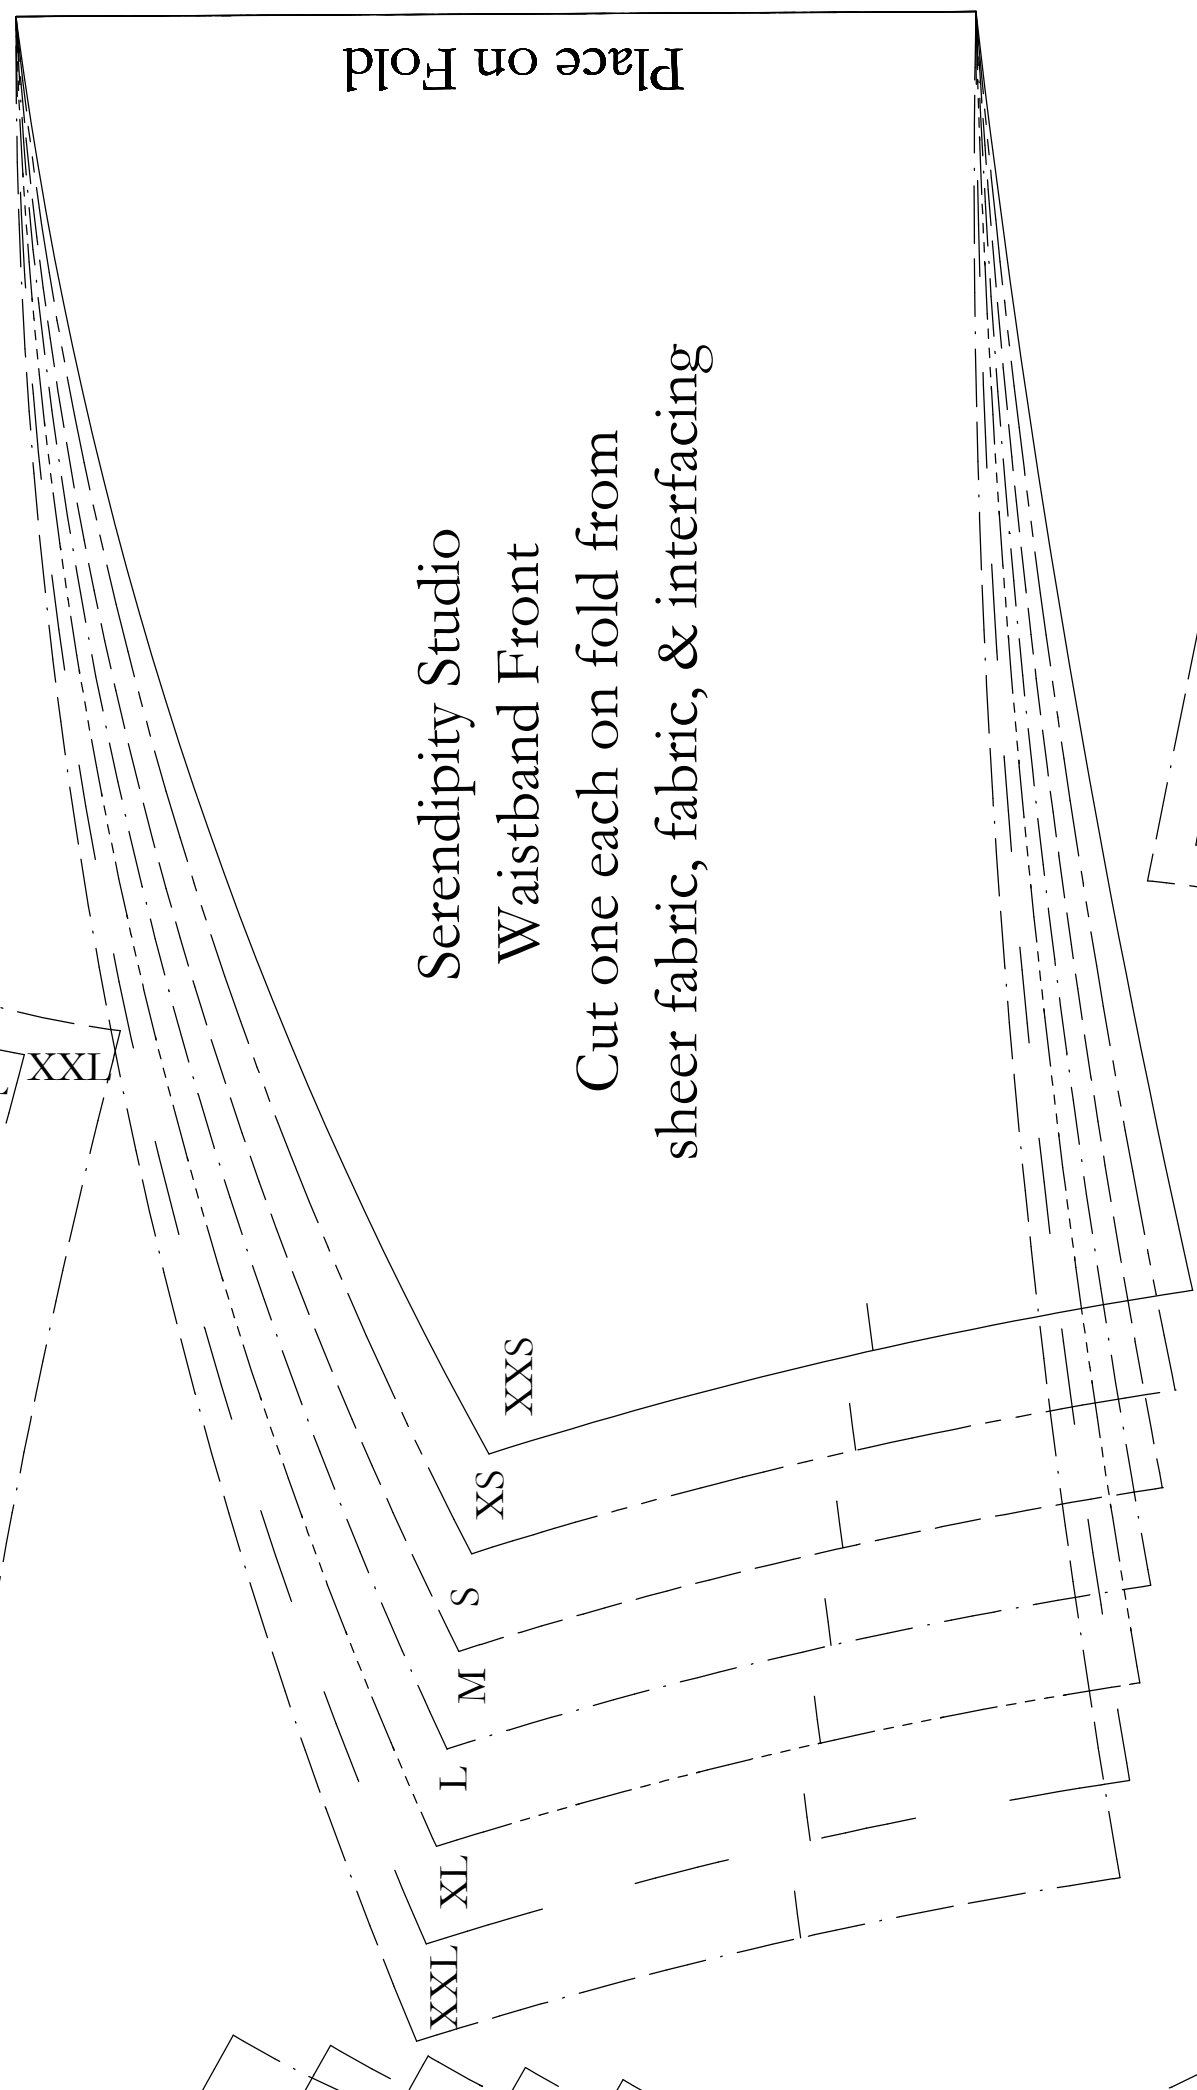 Place on Fold
Serendipity Studio
Waistband Front
Cut one each on fold from
sheer fabric, fabric, & interfacing
XXL
XXS
XS
S
M
L
XL
XXL